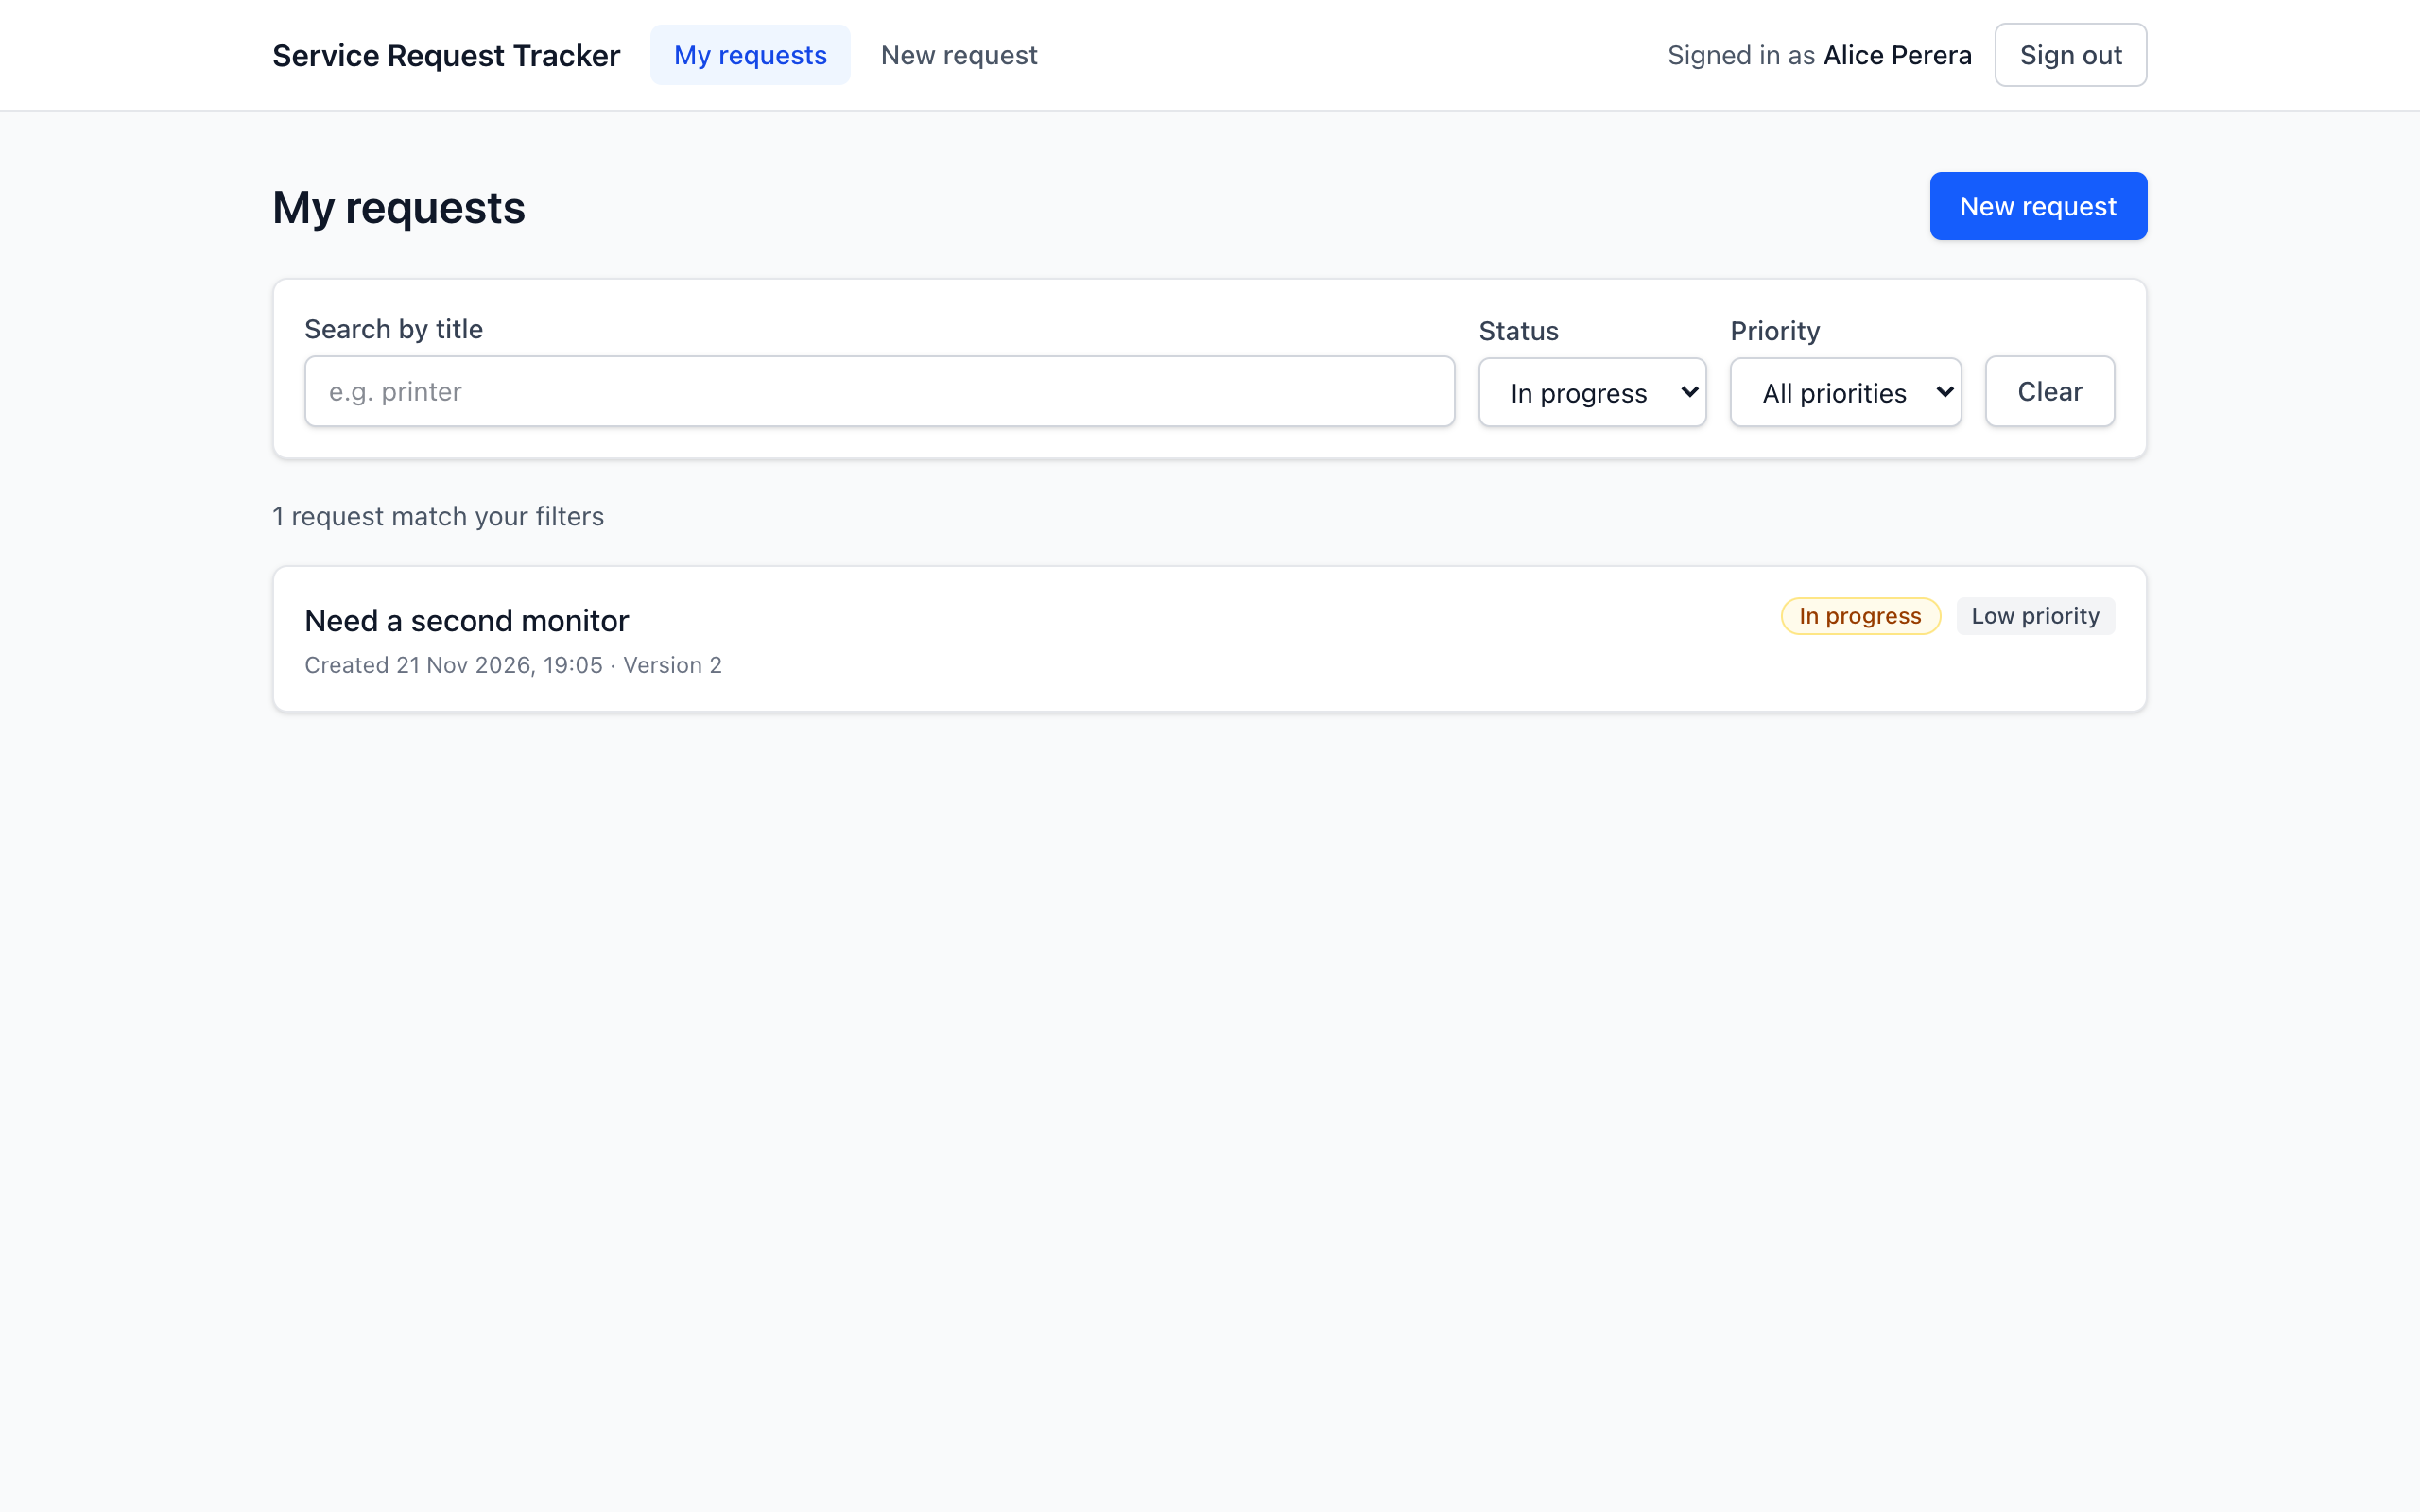 Service Request Tracker My requests New request Signed in as Alice Perera Sign out
My requests New request
Search by title Status Priority
e.g. printer In progress All priorities Clear
1 request match your filters
Need a second monitor In progress Low priority
Created 21 Nov 2026, 19:05 · Version 2